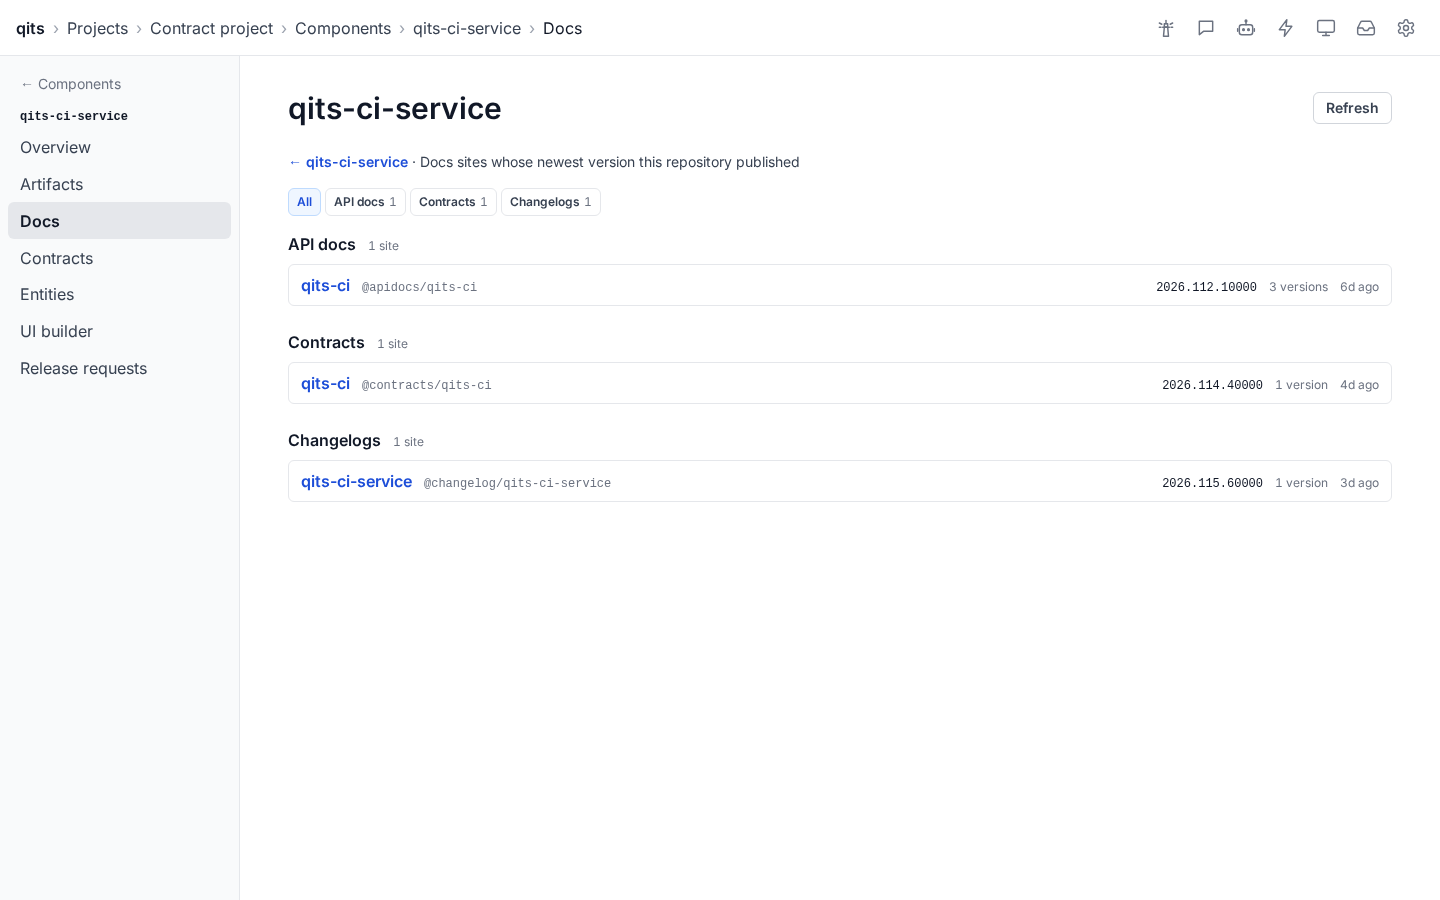 qits › Projects › Contract project › Components › qits-ci-service › Docs
← Components
qits-ci-service
Overview
Artifacts
Docs
Contracts
Entities
UI builder
Release requests
qits-ci-service
Refresh
← qits-ci-service · Docs sites whose newest version this repository published
All
API docs 1
Contracts 1
Changelogs 1
API docs 1 site
qits-ci @apidocs/qits-ci 2026.112.10000 3 versions 6d ago
Contracts 1 site
qits-ci @contracts/qits-ci 2026.114.40000 1 version 4d ago
Changelogs 1 site
qits-ci-service @changelog/qits-ci-service 2026.115.60000 1 version 3d ago